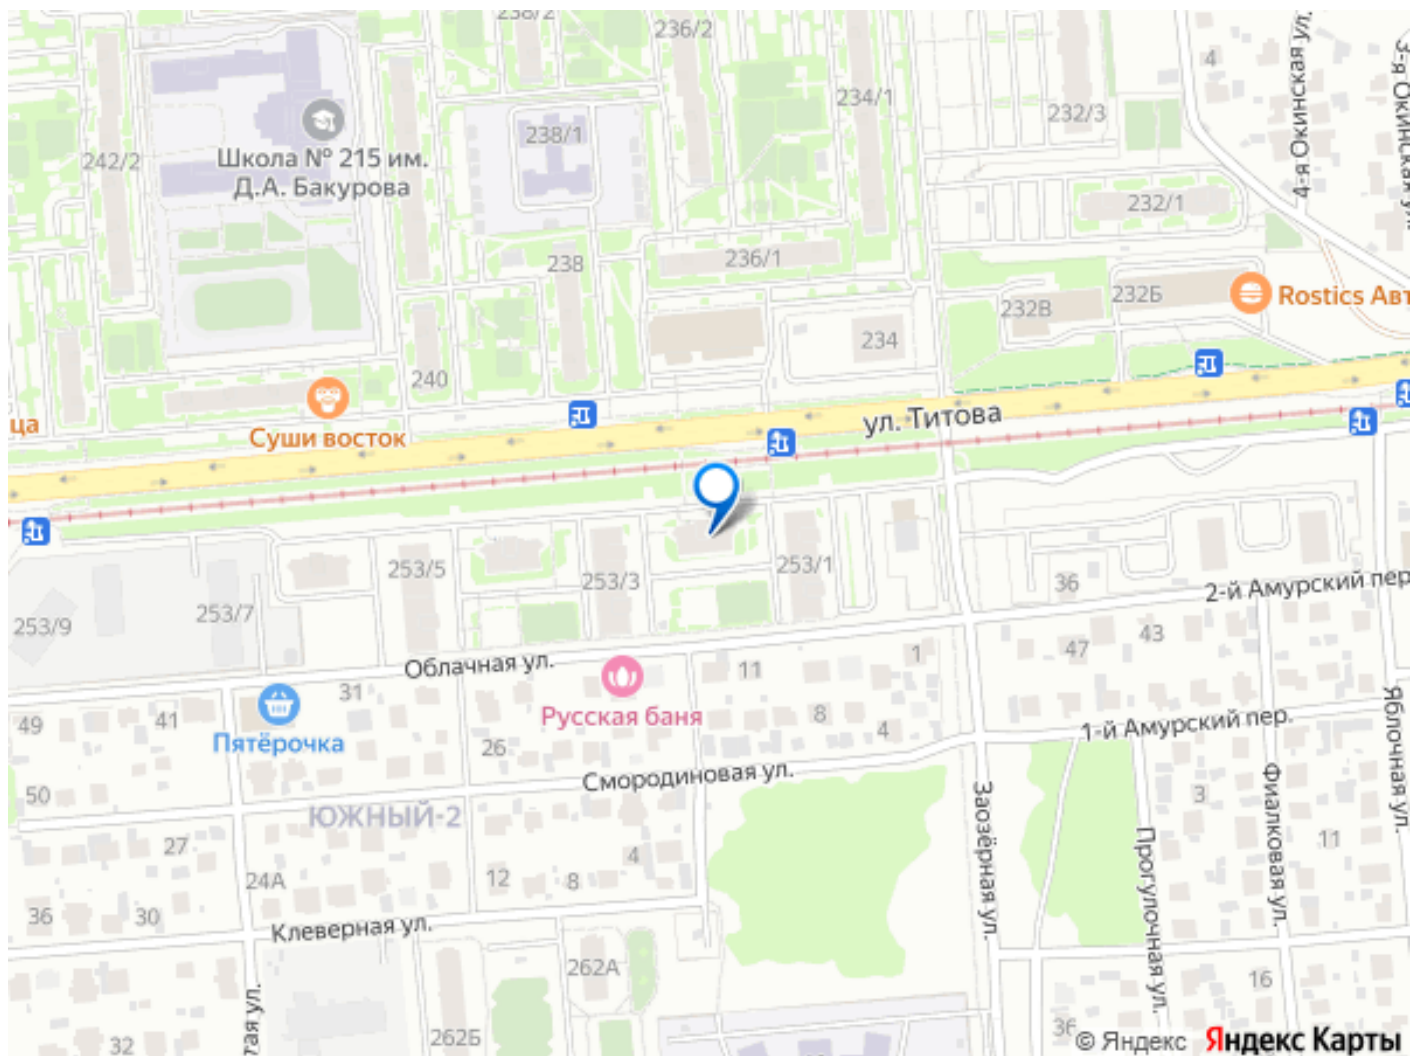 238/2
236/2
4
4-я Окинская ул.
3-я Окинская ул.
234/1
232/3
238/1
242/2
Школа № 215 им.
Д.А. Бакурова
232/1
238
236/1
232В
232Б
Rostics Авт
234
240
ца
Суши восток
ул. Титова
253/5
253/3
253/1
36
2-й Амурский пер.
253/9
253/7
43
47
Облачная ул.
11
1
31
49
41
Русская баня
8
4
1-й Амурский пер.
Яблочная ул.
Пятёрочка
26
Смородиновая ул.
50
ЮЖНЫЙ-2
Заозёрная ул.
3
Фиалковая ул.
11
27
4
Прогулочная ул.
24А
12
8
36
30
Клеверная ул.
262А
16
тая ул.
262Б
32
36
© Яндекс Яндекс Карты